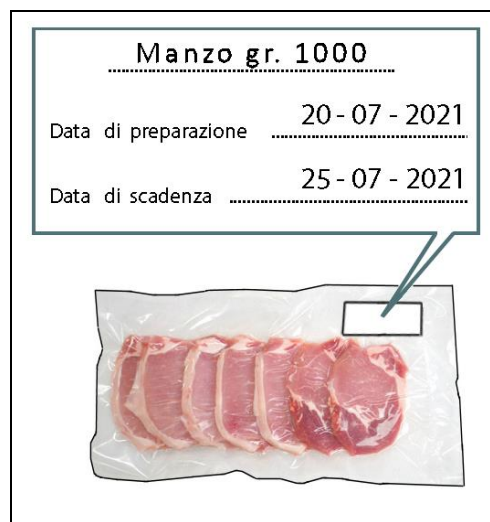 Manzo gr. 1000
Data di preparazione 20 - 07 - 2021
Data di scadenza 25 - 07 - 2021